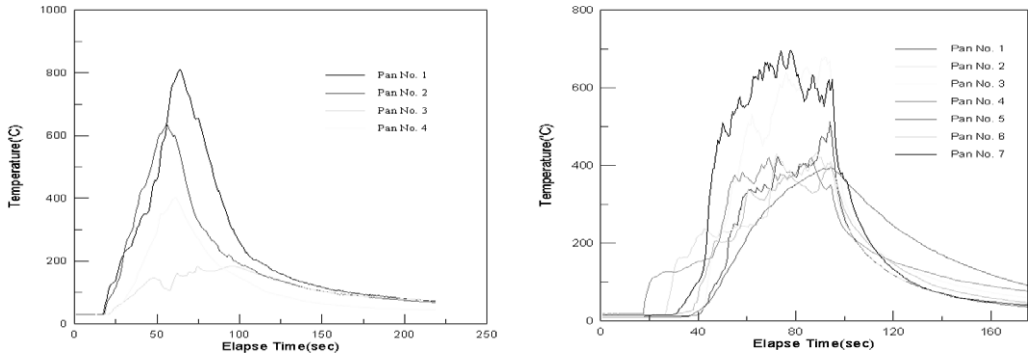 1000
800
600
400
200
0
Temperature(°C)
0 50 100 150 200 250
Elapse Time(sec)
Pan No. 1
Pan No. 2
Pan No. 3
Pan No. 4
800
600
400
200
0
Temperature(°C)
0 40 80 120 160
Elapse Time(sec)
Pan No. 1
Pan No. 2
Pan No. 3
Pan No. 4
Pan No. 5
Pan No. 6
Pan No. 7